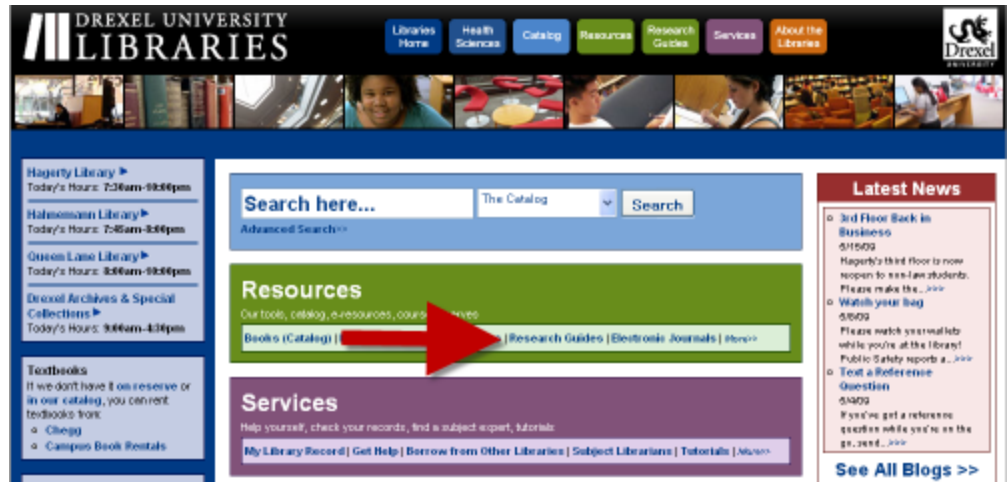 DREXEL UNIVERSITY
LIBRARIES
Libraries Home
Health Sciences
Catalog
Resources
Research Guides
Services
About the Libraries
Drexel
UNIVERSITY
Hagerty Library
Today's Hours: 7:30am-10:00pm
Hahnemann Library
Today's Hours: 7:45am-8:00pm
Queen Lane Library
Today's Hours: 8:00am-10:00pm
Drexel Archives & Special
Collections
Today's Hours: 9:00am-4:30pm
Textbooks
If we don't have it on reserve or
in our catalog, you can rent
textbooks from:
Chegg
Campus Book Rentals
Search here...
The Catalog
Search
Advanced Search>>
Resources
Our tools, catalog, e-resources,
Books (Catalog) |
| Research Guides | Electronic Journals | More>>
Services
Help yourself, check your records, find a subject expert, tutorials
My Library Record | Get Help | Borrow from Other Libraries | Subject Librarians | Tutorials | More>>
Latest News
3rd Floor Back in
Business
6/15/09
Hagerty's third floor is now
reopen to non-law students.
Please make the...>>>
Watch your bag
6/8/09
Please watch your wallets
while you're at the library!
Public Safety reports a...>>>
Text a Reference
Question
6/4/09
If you've got a reference
question while you're on the
go, send...>>>
See All Blogs >>